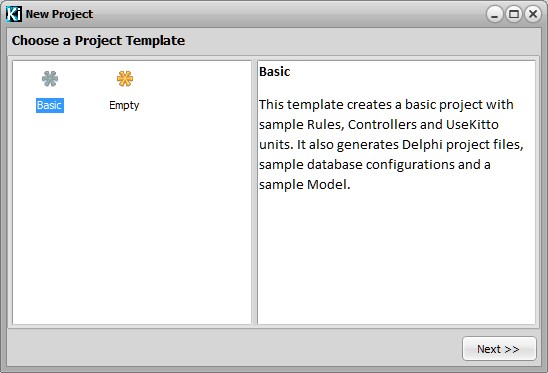 Ki New Project
Choose a Project Template
Basic
Empty
Basic
This template creates a basic project with
sample Rules, Controllers and UseKitto
units. It also generates Delphi project files,
sample database configurations and a
sample Model.
Next >>